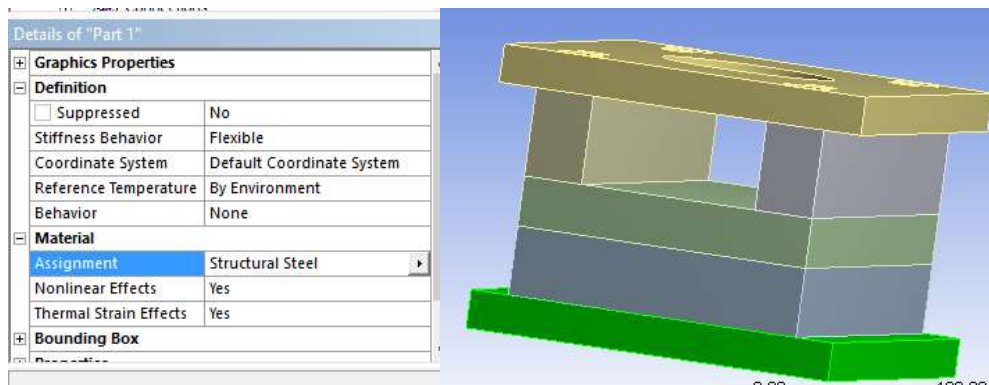 Details of "Part 1"
Graphics Properties
Definition
Suppressed No
Stiffness Behavior Flexible
Coordinate System Default Coordinate System
Reference Temperature By Environment
Behavior None
Material
Assignment Structural Steel
Nonlinear Effects Yes
Thermal Strain Effects Yes
Bounding Box